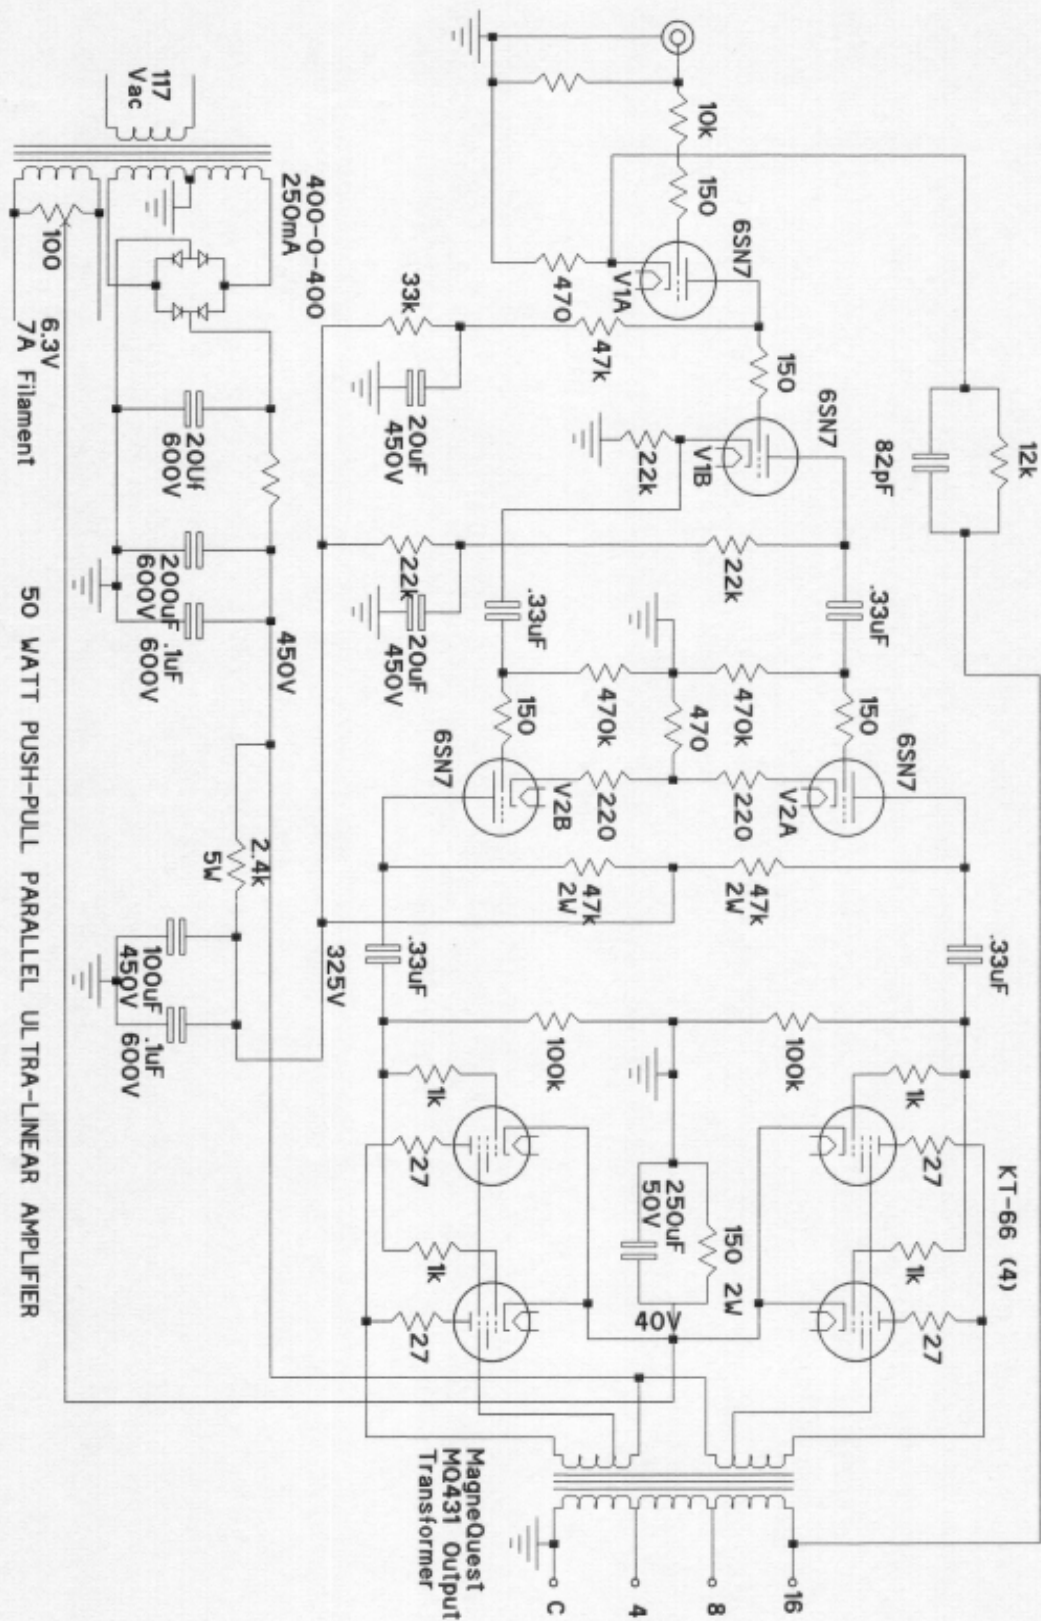 10k
150
6SN7
V1A
470
47k
33k
20uF
450V
150
6SN7
V1B
22k
22k
22k
20uF
450V
12k
82pF
.33uF
.33uF
470k
470
470k
150
150
6SN7
V2A
220
220
6SN7
V2B
47k
2W
47k
2W
.33uF
.33uF
100k
100k
1k
27
1k
27
KT-66 (4)
1k
27
1k
27
250uF
50V
150 2W
40V
16
8
4
C
MagneQuest
MQ431 Output
Transformer
117
Vac
400-0-400
250mA
100
6.3V
7A Filament
20Uf
600V
200uF
600V
.1uF
600V
450V
2.4k
5W
100uF
450V
.1uF
600V
325V
50 WATT PUSH-PULL PARALLEL ULTRA-LINEAR AMPLIFIER